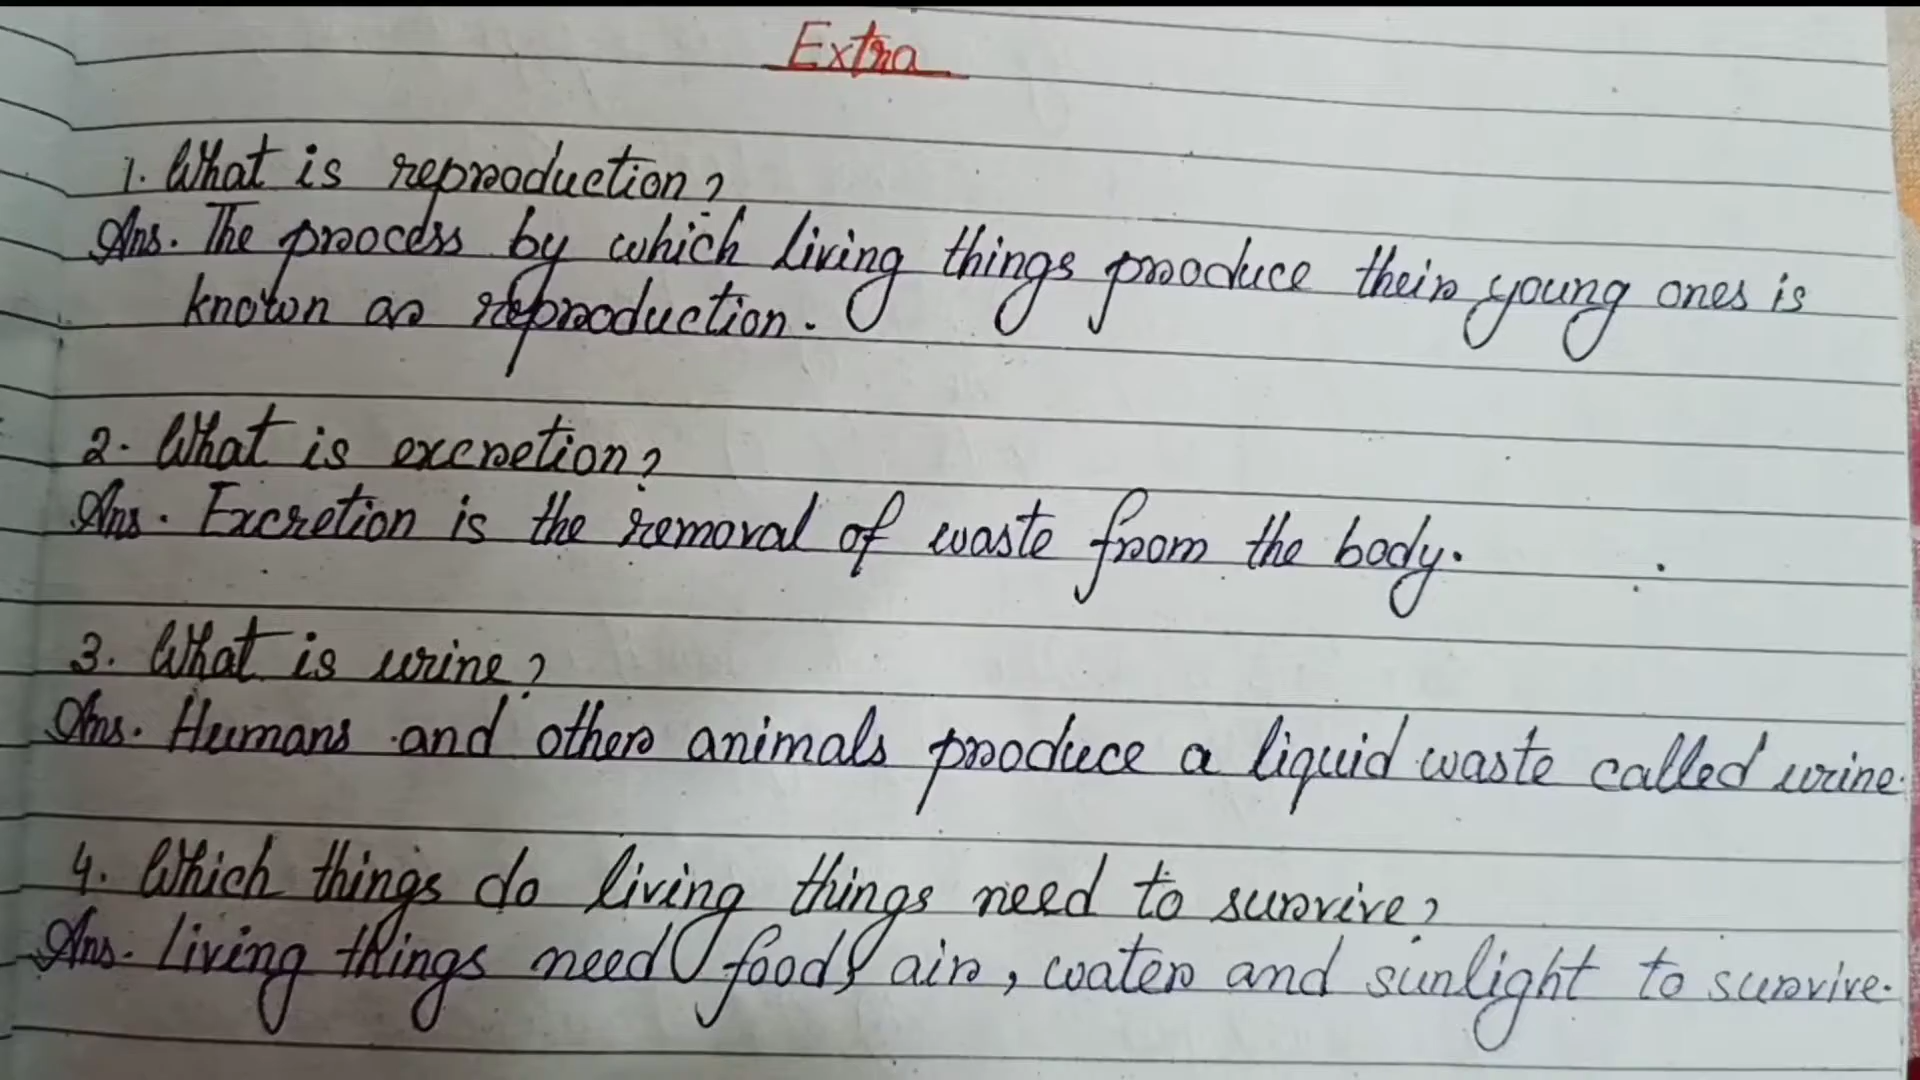 Extra
1. What is reproduction?
Ans. The process by which living things produce their young ones is
known as reproduction.
2. What is excretion?
Ans. Excretion is the removal of waste from the body.
3. What is urine?
Ans. Humans and other animals produce a liquid waste called urine.
4. Which things do living things need to survive?
Ans. Living things need food, air, water and sunlight to survive.